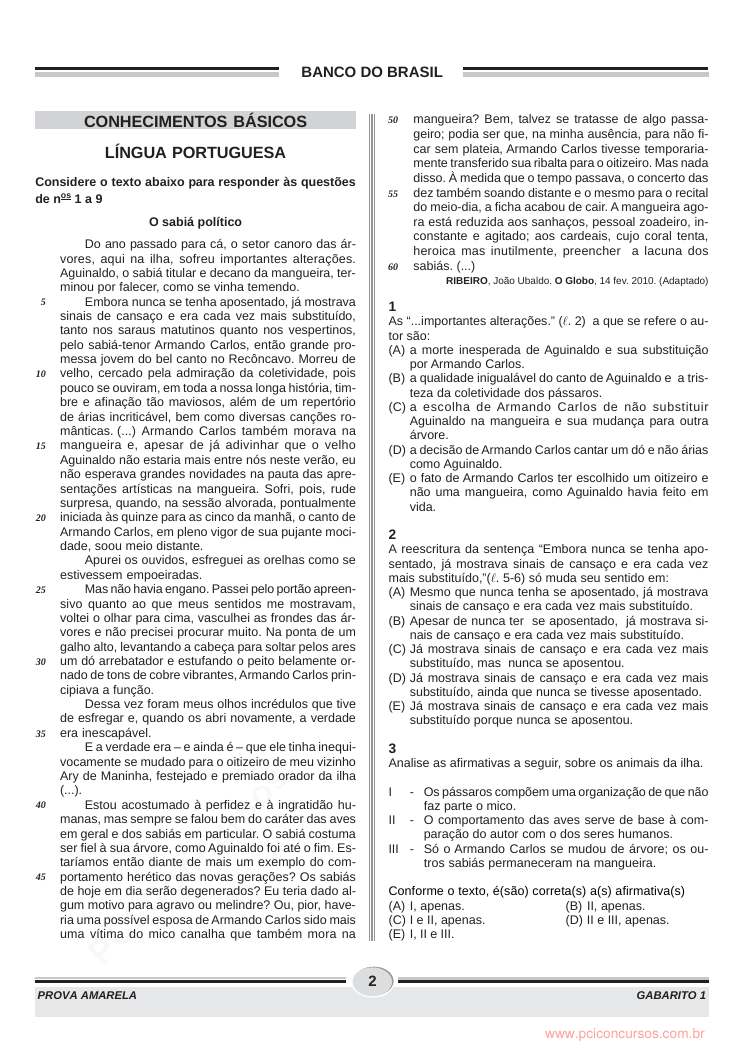 BANCO DO BRASIL
CONHECIMENTOS BÁSICOS
LÍNGUA PORTUGUESA
Considere o texto abaixo para responder às questões
de nos 1 a 9
O sabiá político
Do ano passado para cá, o setor canoro das ár-
vores, aqui na ilha, sofreu importantes alterações.
Aguinaldo, o sabiá titular e decano da mangueira, ter-
minou por falecer, como se vinha temendo.
5 Embora nunca se tenha aposentado, já mostrava
sinais de cansaço e era cada vez mais substituído,
tanto nos saraus matutinos quanto nos vespertinos,
pelo sabiá-tenor Armando Carlos, então grande pro-
messa jovem do bel canto no Recôncavo. Morreu de
10 velho, cercado pela admiração da coletividade, pois
pouco se ouviram, em toda a nossa longa história, tim-
bre e afinação tão maviosos, além de um repertório
de árias incriticável, bem como diversas canções ro-
mânticas. (...) Armando Carlos também morava na
15 mangueira e, apesar de já adivinhar que o velho
Aguinaldo não estaria mais entre nós neste verão, eu
não esperava grandes novidades na pauta das apre-
sentações artísticas na mangueira. Sofri, pois, rude
surpresa, quando, na sessão alvorada, pontualmente
20 iniciada às quinze para as cinco da manhã, o canto de
Armando Carlos, em pleno vigor de sua pujante moci-
dade, soou meio distante.
Apurei os ouvidos, esfreguei as orelhas como se
estivessem empoeiradas.
25 Mas não havia engano. Passei pelo portão apreen-
sivo quanto ao que meus sentidos me mostravam,
voltei o olhar para cima, vasculhei as frondes das ár-
vores e não precisei procurar muito. Na ponta de um
galho alto, levantando a cabeça para soltar pelos ares
30 um dó arrebatador e estufando o peito belamente or-
nado de tons de cobre vibrantes, Armando Carlos prin-
cipiava a função.
Dessa vez foram meus olhos incrédulos que tive
de esfregar e, quando os abri novamente, a verdade
35 era inescapável.
E a verdade era – e ainda é – que ele tinha inequi-
vocamente se mudado para o oitizeiro de meu vizinho
Ary de Maninha, festejado e premiado orador da ilha
(...).
40 Estou acostumado à perfidez e à ingratidão hu-
manas, mas sempre se falou bem do caráter das aves
em geral e dos sabiás em particular. O sabiá costuma
ser fiel à sua árvore, como Aguinaldo foi até o fim. Es-
taríamos então diante de mais um exemplo do com-
45 portamento herético das novas gerações? Os sabiás
de hoje em dia serão degenerados? Eu teria dado al-
gum motivo para agravo ou melindre? Ou, pior, have-
ria uma possível esposa de Armando Carlos sido mais
uma vítima do mico canalha que também mora na
50 mangueira? Bem, talvez se tratasse de algo passa-
geiro; podia ser que, na minha ausência, para não fi-
car sem plateia, Armando Carlos tivesse temporaria-
mente transferido sua ribalta para o oitizeiro. Mas nada
disso. À medida que o tempo passava, o concerto das
55 dez também soando distante e o mesmo para o recital
do meio-dia, a ficha acabou de cair. A mangueira ago-
ra está reduzida aos sanhaços, pessoal zoadeiro, in-
constante e agitado; aos cardeais, cujo coral tenta,
heroica mas inutilmente, preencher a lacuna dos
60 sabiás. (...)
RIBEIRO, João Ubaldo. O Globo, 14 fev. 2010. (Adaptado)
1
As “...importantes alterações.” (ℓ. 2) a que se refere o au-
tor são:
(A) a morte inesperada de Aguinaldo e sua substituição
por Armando Carlos.
(B) a qualidade inigualável do canto de Aguinaldo e a tris-
teza da coletividade dos pássaros.
(C) a escolha de Armando Carlos de não substituir
Aguinaldo na mangueira e sua mudança para outra
árvore.
(D) a decisão de Armando Carlos cantar um dó e não árias
como Aguinaldo.
(E) o fato de Armando Carlos ter escolhido um oitizeiro e
não uma mangueira, como Aguinaldo havia feito em
vida.
2
A reescritura da sentença “Embora nunca se tenha apo-
sentado, já mostrava sinais de cansaço e era cada vez
mais substituído,”(ℓ. 5-6) só muda seu sentido em:
(A) Mesmo que nunca tenha se aposentado, já mostrava
sinais de cansaço e era cada vez mais substituído.
(B) Apesar de nunca ter se aposentado, já mostrava si-
nais de cansaço e era cada vez mais substituído.
(C) Já mostrava sinais de cansaço e era cada vez mais
substituído, mas nunca se aposentou.
(D) Já mostrava sinais de cansaço e era cada vez mais
substituído, ainda que nunca se tivesse aposentado.
(E) Já mostrava sinais de cansaço e era cada vez mais
substituído porque nunca se aposentou.
3
Analise as afirmativas a seguir, sobre os animais da ilha.
I - Os pássaros compõem uma organização de que não
faz parte o mico.
II - O comportamento das aves serve de base à com-
paração do autor com o dos seres humanos.
III - Só o Armando Carlos se mudou de árvore; os ou-
tros sabiás permaneceram na mangueira.
Conforme o texto, é(são) correta(s) a(s) afirmativa(s)
(A) I, apenas. (B) II, apenas.
(C) I e II, apenas. (D) II e III, apenas.
(E) I, II e III.
2
PROVA AMARELA
GABARITO 1
www.pciconcursos.com.br